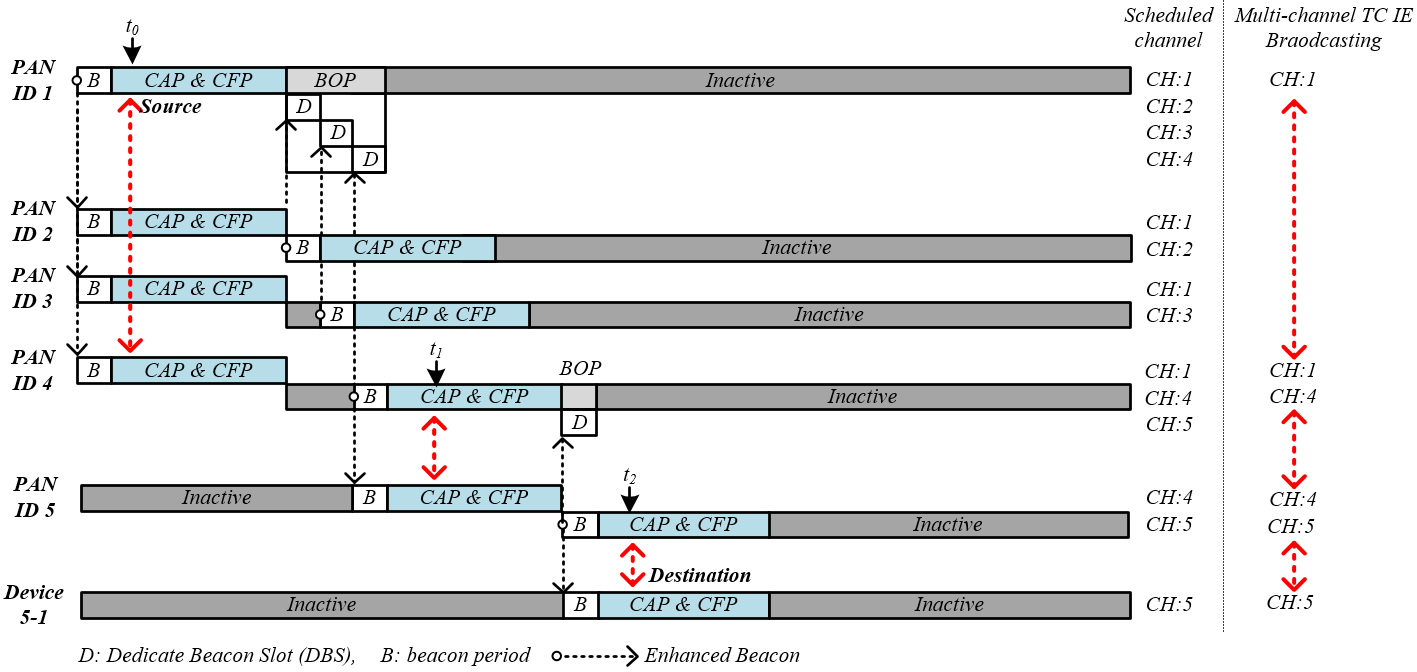 Scheduled channel
Multi-channel TC IE Braodcasting
t0
PAN ID 1
B
CAP & CFP
BOP
Inactive
CH:1
CH:1
Source
D
CH:2
D
CH:3
D
CH:4
PAN ID 2
B
CAP & CFP
CH:1
B
CAP & CFP
Inactive
CH:2
PAN ID 3
B
CAP & CFP
CH:1
B
CAP & CFP
Inactive
CH:3
t1
BOP
PAN ID 4
B
CAP & CFP
CH:1
CH:1
B
CAP & CFP
Inactive
CH:4
CH:4
D
CH:5
PAN ID 5
Inactive
B
CAP & CFP
CH:4
CH:4
t2
B
CAP & CFP
Inactive
CH:5
CH:5
Destination
Device 5-1
Inactive
B
CAP & CFP
Inactive
CH:5
CH:5
D: Dedicate Beacon Slot (DBS), B: beacon period Enhanced Beacon